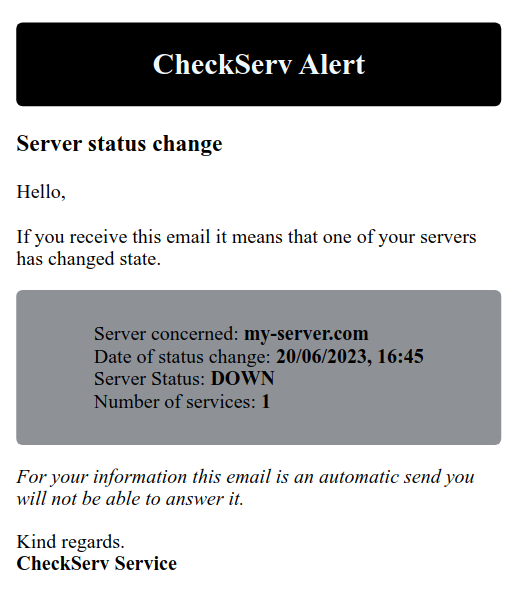 CheckServ Alert
Server status change
Hello,
If you receive this email it means that one of your servers
has changed state.
Server concerned: my-server.com
Date of status change: 20/06/2023, 16:45
Server Status: DOWN
Number of services: 1
For your information this email is an automatic send you
will not be able to answer it.
Kind regards.
CheckServ Service